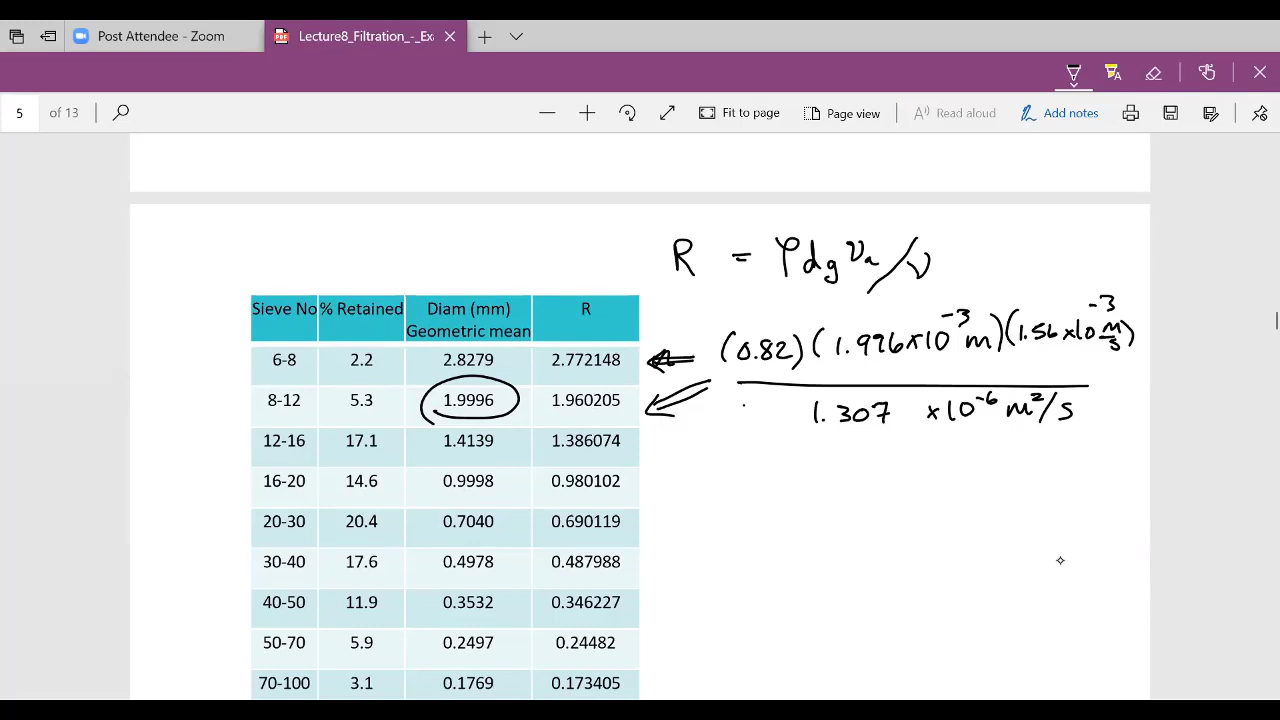 Post Attendee - Zoom
Lecture8_Filtration_-_Exa
5 of 13
Fit to page
Page view
Read aloud
Add notes
R = φ dg va/ν
Sieve No % Retained Diam (mm) Geometric mean R
6-8 2.2 2.8279 2.772148
8-12 5.3 1.9996 1.960205
12-16 17.1 1.4139 1.386074
16-20 14.6 0.9998 0.980102
20-30 20.4 0.7040 0.690119
30-40 17.6 0.4978 0.487988
40-50 11.9 0.3532 0.346227
50-70 5.9 0.2497 0.24482
70-100 3.1 0.1769 0.173405
(0.82)(1.996×10⁻³ m)(1.56×10⁻³ m/s)
1.307 ×10⁻⁶ m²/s